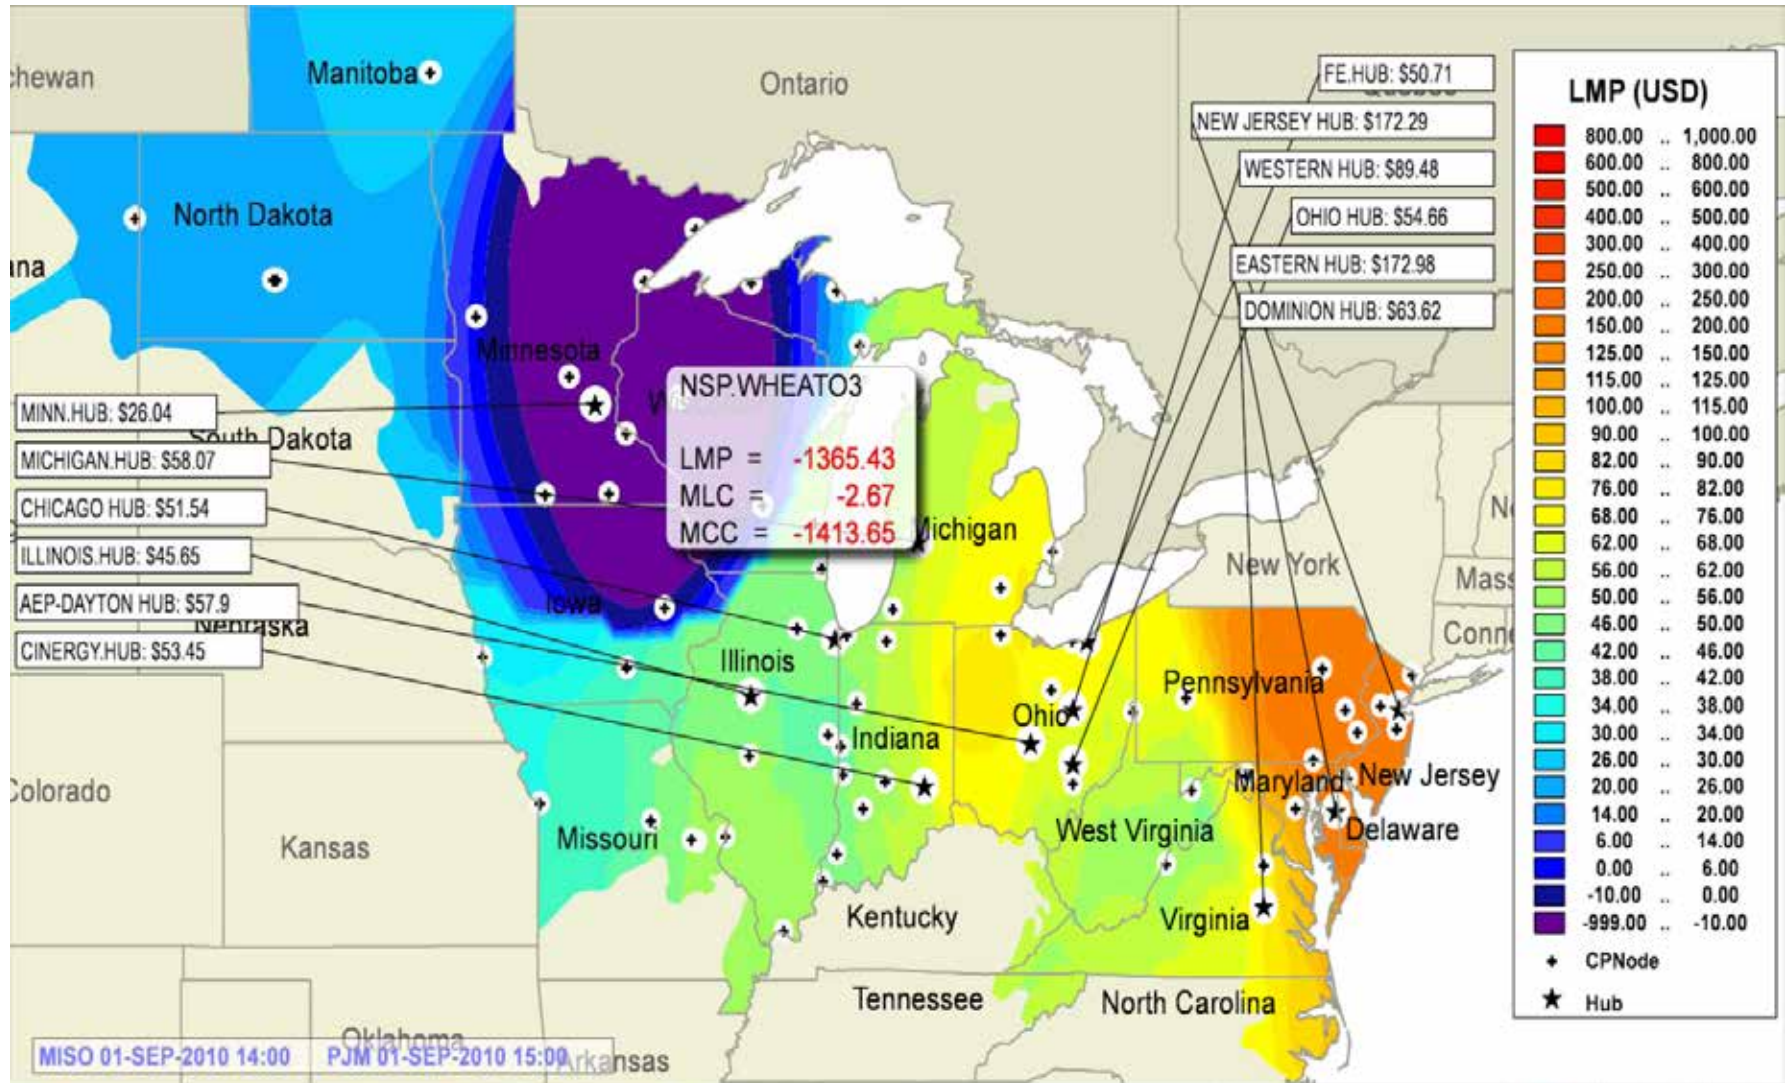 chewan
Manitoba
Ontario
North Dakota
ana
Minnesota
South Dakota
Nebraska
Iowa
Illinois
Indiana
Ohio
Michigan
New York
Mass
Conne
Pennsylvania
New Jersey
Maryland
Delaware
West Virginia
Virginia
Kentucky
Tennessee
North Carolina
Missouri
Kansas
Colorado
Oklahoma
Arkansas
MINN.HUB: $26.04
MICHIGAN.HUB: $58.07
CHICAGO HUB: $51.54
ILLINOIS.HUB: $45.65
AEP-DAYTON HUB: $57.9
CINERGY.HUB: $53.45
NSP.WHEATO3
LMP = -1365.43
MLC = -2.67
MCC = -1413.65
FE.HUB: $50.71
NEW JERSEY HUB: $172.29
WESTERN HUB: $89.48
OHIO HUB: $54.66
EASTERN HUB: $172.98
DOMINION HUB: $63.62
LMP (USD)
800.00 .. 1,000.00
600.00 .. 800.00
500.00 .. 600.00
400.00 .. 500.00
300.00 .. 400.00
250.00 .. 300.00
200.00 .. 250.00
150.00 .. 200.00
125.00 .. 150.00
115.00 .. 125.00
100.00 .. 115.00
90.00 .. 100.00
82.00 .. 90.00
76.00 .. 82.00
68.00 .. 76.00
62.00 .. 68.00
56.00 .. 62.00
50.00 .. 56.00
46.00 .. 50.00
42.00 .. 46.00
38.00 .. 42.00
34.00 .. 38.00
30.00 .. 34.00
26.00 .. 30.00
20.00 .. 26.00
14.00 .. 20.00
6.00 .. 14.00
0.00 .. 6.00
-10.00 .. 0.00
-999.00 .. -10.00
CPNode
Hub
MISO 01-SEP-2010 14:00 PJM 01-SEP-2010 15:00